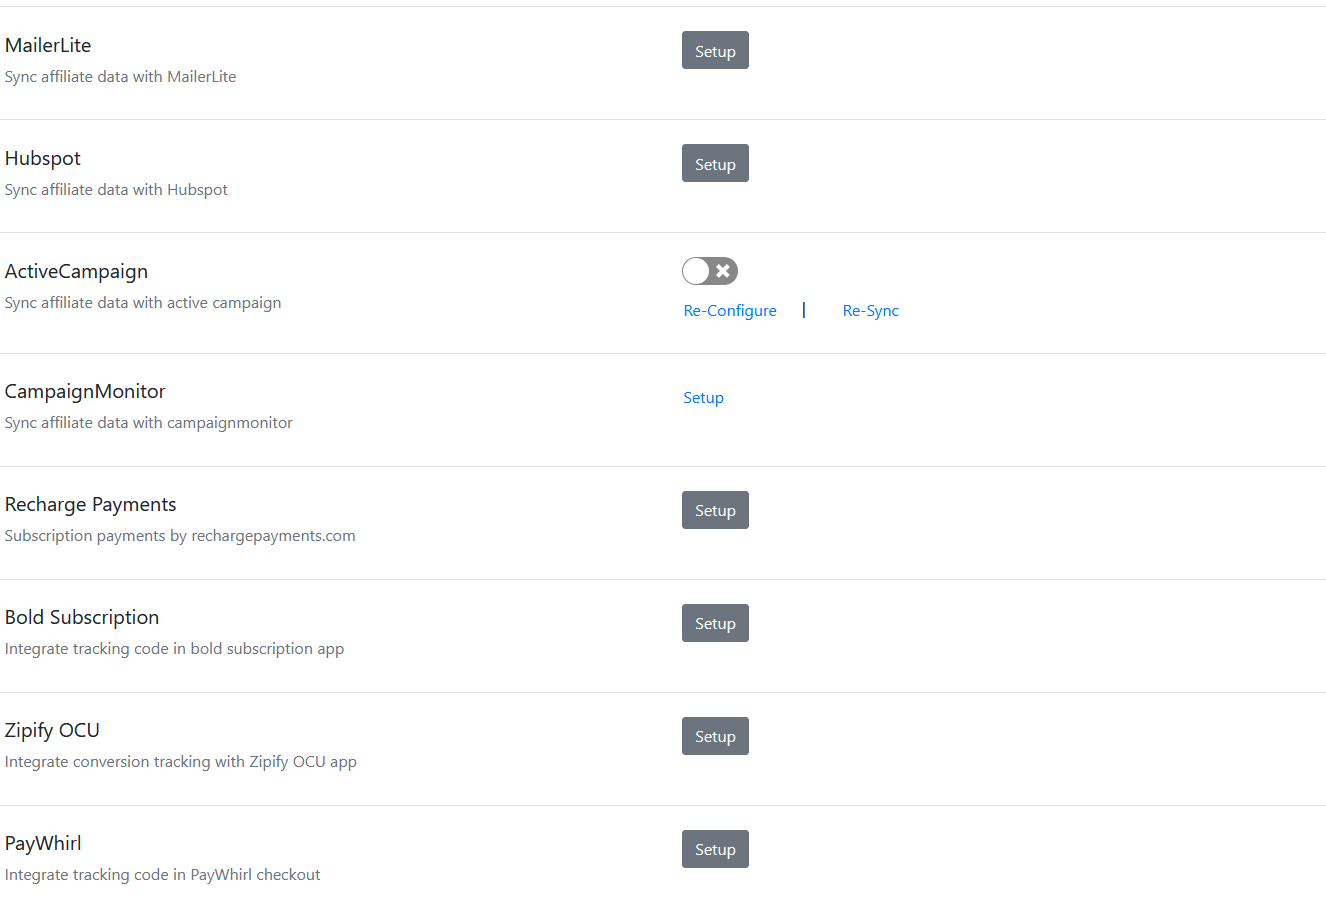 MailerLite
Setup
Sync affiliate data with MailerLite
Hubspot
Setup
Sync affiliate data with Hubspot
ActiveCampaign
Sync affiliate data with active campaign
Re-Configure | Re-Sync
CampaignMonitor
Setup
Sync affiliate data with campaignmonitor
Recharge Payments
Setup
Subscription payments by rechargepayments.com
Bold Subscription
Setup
Integrate tracking code in bold subscription app
Zipify OCU
Setup
Integrate conversion tracking with Zipify OCU app
PayWhirl
Setup
Integrate tracking code in PayWhirl checkout